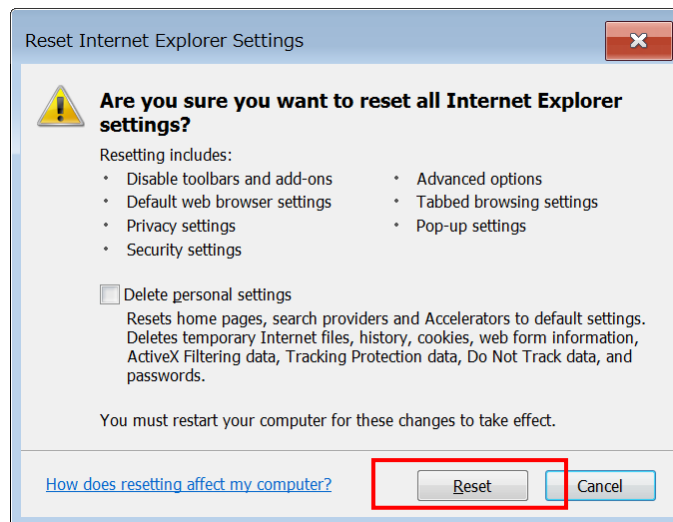 Reset Internet Explorer Settings
Are you sure you want to reset all Internet Explorer
settings?
Resetting includes:
• Disable toolbars and add-ons
• Default web browser settings
• Privacy settings
• Security settings
• Advanced options
• Tabbed browsing settings
• Pop-up settings
Delete personal settings
Resets home pages, search providers and Accelerators to default settings.
Deletes temporary Internet files, history, cookies, web form information,
ActiveX Filtering data, Tracking Protection data, Do Not Track data, and
passwords.
You must restart your computer for these changes to take effect.
How does resetting affect my computer?
Reset
Cancel